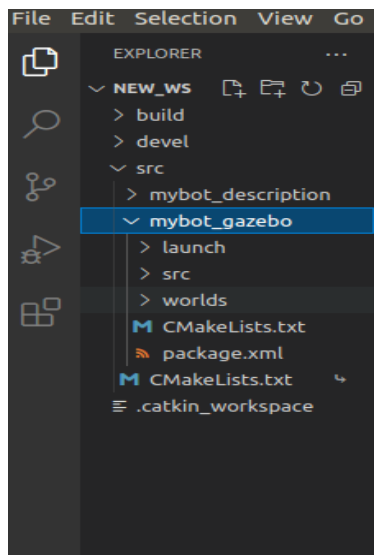 File Edit Selection View Go
EXPLORER ...
NEW_WS
build
devel
src
mybot_description
mybot_gazebo
launch
src
worlds
CMakeLists.txt
package.xml
CMakeLists.txt
.catkin_workspace